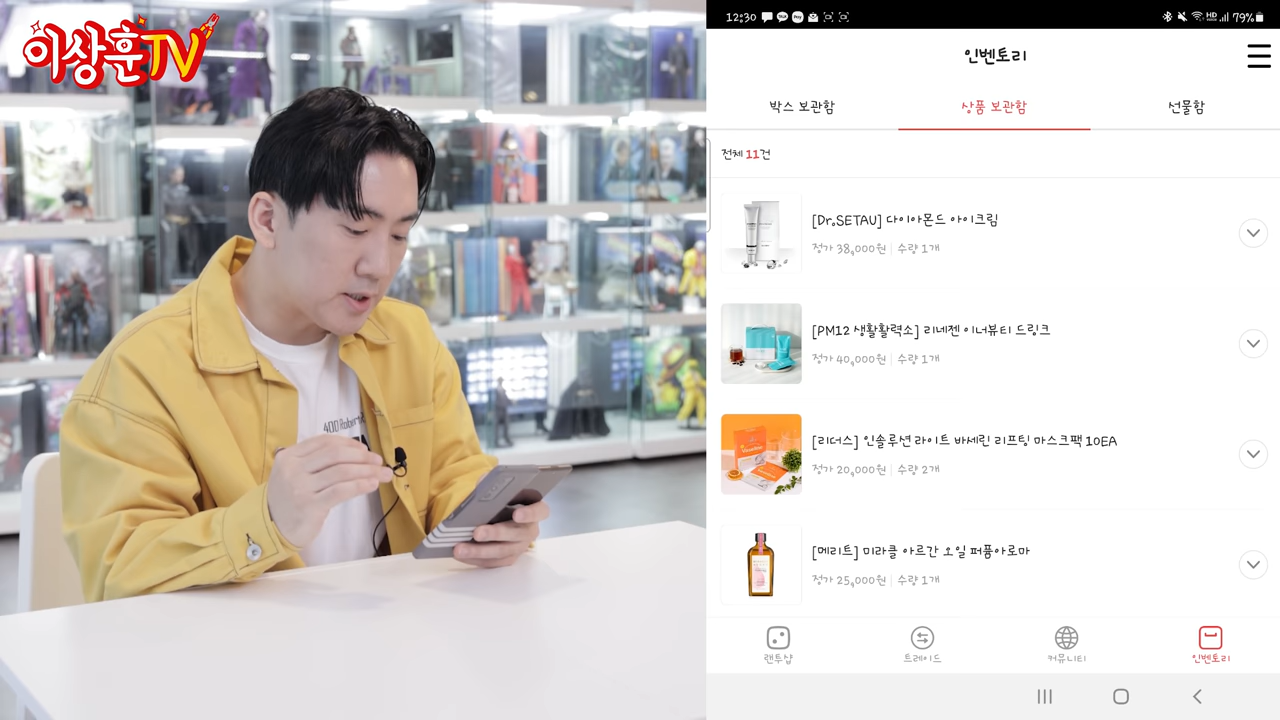 이상훈TV
400 Robert
12:30
HD
79%
인벤토리
박스 보관함
상품 보관함
선물함
전체 11건
[Dr.SETAU] 다이아몬드 아이크림
정가 38,000원 | 수량 1개
[PM12 생활활력소] 리네젠 이너뷰티 드링크
정가 40,000원 | 수량 1개
[리더스] 인솔루션 라이트 바세린 리프팅 마스크팩 10EA
정가 20,000원 | 수량 2개
[메리트] 미라클 아르간 오일 퍼퓸아로마
정가 25,000원 | 수량 1개
랜투샵
트레이드
커뮤니티
인벤토리